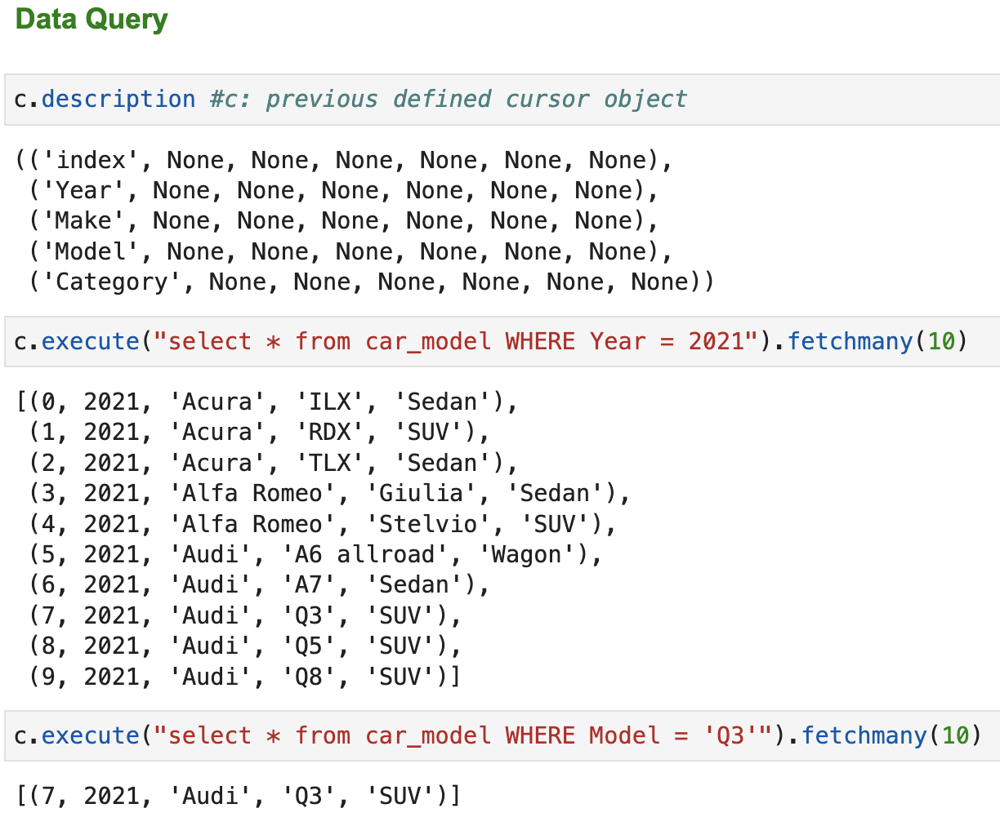 Data Query
c.description #c: previous defined cursor object
(('index', None, None, None, None, None, None),
('Year', None, None, None, None, None, None),
('Make', None, None, None, None, None, None),
('Model', None, None, None, None, None, None),
('Category', None, None, None, None, None, None))
c.execute("select * from car_model WHERE Year = 2021").fetchmany(10)
[(0, 2021, 'Acura', 'ILX', 'Sedan'),
(1, 2021, 'Acura', 'RDX', 'SUV'),
(2, 2021, 'Acura', 'TLX', 'Sedan'),
(3, 2021, 'Alfa Romeo', 'Giulia', 'Sedan'),
(4, 2021, 'Alfa Romeo', 'Stelvio', 'SUV'),
(5, 2021, 'Audi', 'A6 allroad', 'Wagon'),
(6, 2021, 'Audi', 'A7', 'Sedan'),
(7, 2021, 'Audi', 'Q3', 'SUV'),
(8, 2021, 'Audi', 'Q5', 'SUV'),
(9, 2021, 'Audi', 'Q8', 'SUV')]
c.execute("select * from car_model WHERE Model = 'Q3'").fetchmany(10)
[(7, 2021, 'Audi', 'Q3', 'SUV')]